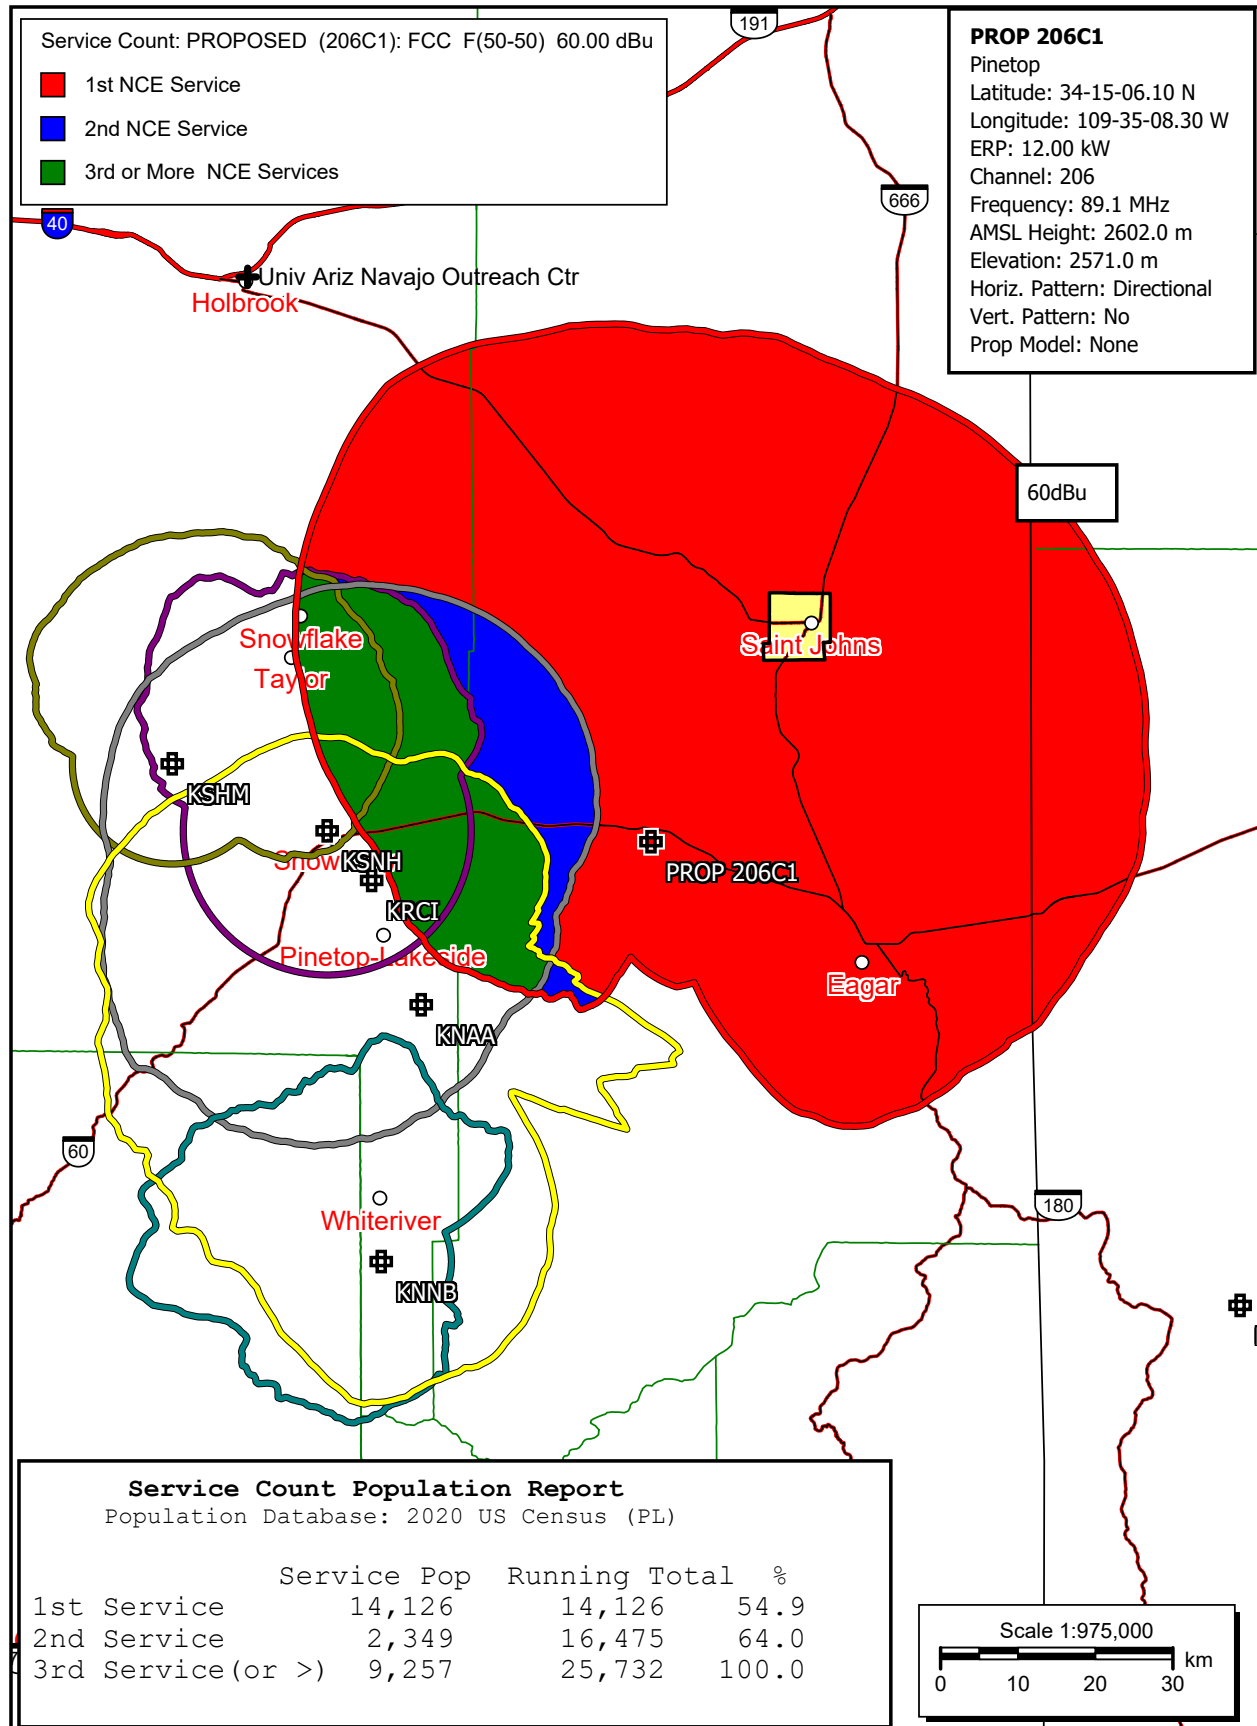 Service Count: PROPOSED (206C1): FCC F(50-50) 60.00 dBu
1st NCE Service
2nd NCE Service
3rd or More NCE Services
191
PROP 206C1
Pinetop
Latitude: 34-15-06.10 N
Longitude: 109-35-08.30 W
ERP: 12.00 kW
Channel: 206
Frequency: 89.1 MHz
AMSL Height: 2602.0 m
Elevation: 2571.0 m
Horiz. Pattern: Directional
Vert. Pattern: No
Prop Model: None
40
666
Univ Ariz Navajo Outreach Ctr
Holbrook
60dBu
Snowflake
Taylor
Saint Johns
KSHM
Snow
KSNH
KRCI
PROP 206C1
Pinetop-Lakeside
Eagar
KNAA
60
Whiteriver
180
KNNB
Service Count Population Report
Population Database: 2020 US Census (PL)
Service Pop Running Total %
1st Service 14,126 14,126 54.9
2nd Service 2,349 16,475 64.0
3rd Service(or >) 9,257 25,732 100.0
Scale 1:975,000
km
0 10 20 30